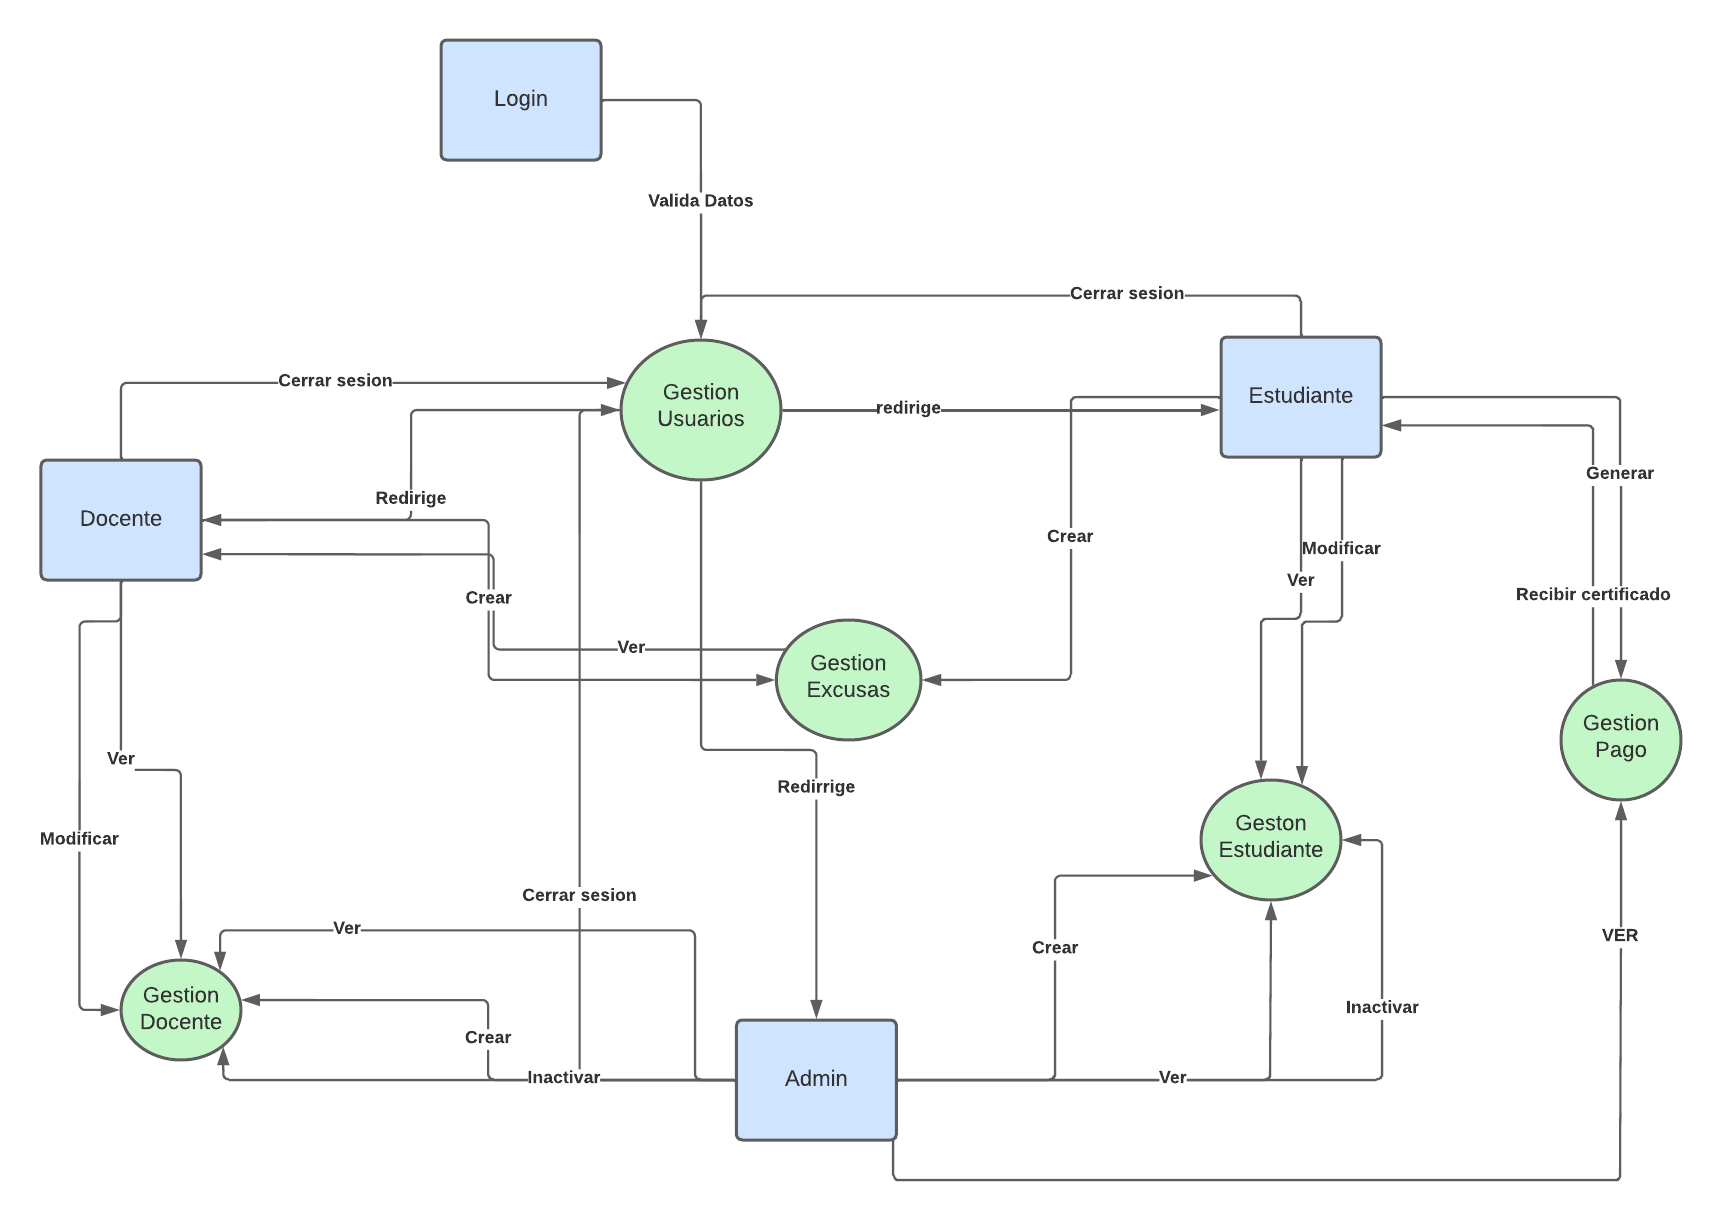 Login
Valida Datos
Cerrar sesion
Cerrar sesion
Gestion
Usuarios
redirige
Estudiante
Generar
Redirige
Docente
Crear
Modificar
Ver
Crear
Recibir certificado
Ver
Gestion
Excusas
Gestion
Pago
Ver
Redirrige
Modificar
Geston
Estudiante
Cerrar sesion
Ver
Crear
VER
Gestion
Docente
Inactivar
Crear
Inactivar
Admin
Ver